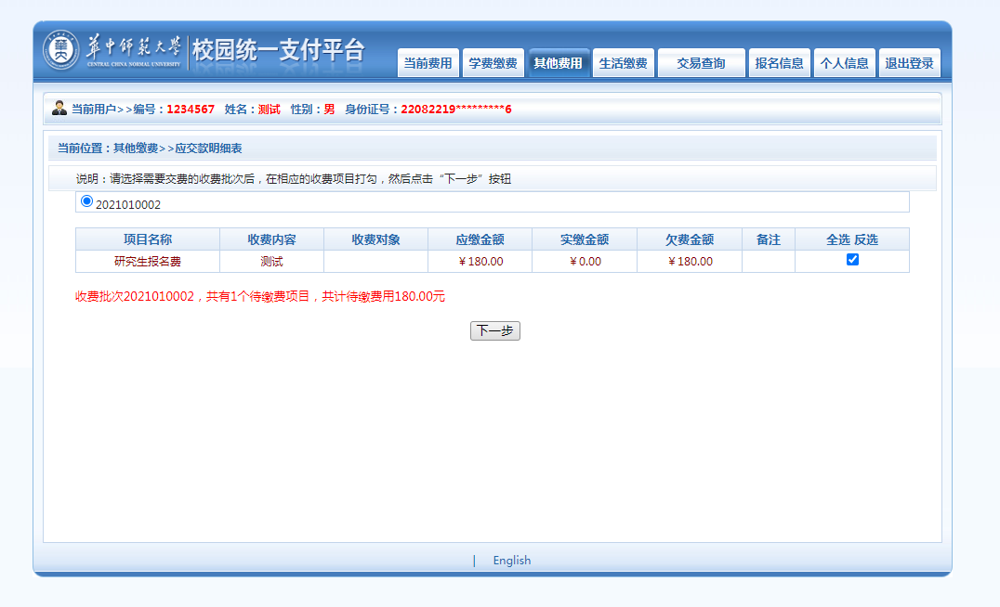 華中師範大學 校园统一支付平台
CENTRAL CHINA NORMAL UNIVERSITY
当前费用 学费缴费 其他费用 生活缴费 交易查询 报名信息 个人信息 退出登录
当前用户>>编号：1234567 姓名：测试 性别：男 身份证号：22082219*********6
当前位置：其他缴费>>应交款明细表
说明：请选择需要交费的收费批次后，在相应的收费项目打勾，然后点击“下一步”按钮
2021010002
项目名称 收费内容 收费对象 应缴金额 实缴金额 欠费金额 备注 全选 反选
研究生报名费 测试 ￥180.00 ￥0.00 ￥180.00
收费批次2021010002，共有1个待缴费项目，共计待缴费用180.00元
下一步
| English